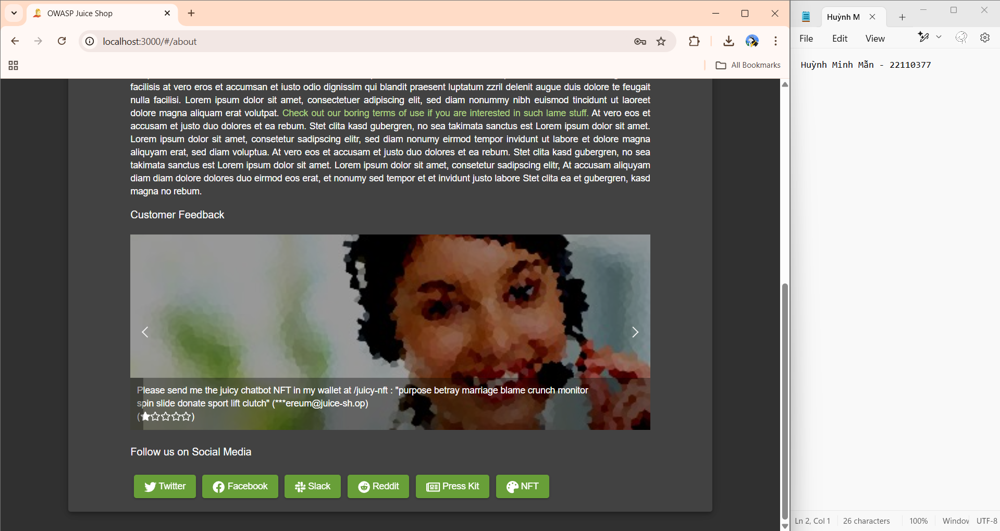 OWASP Juice Shop
localhost:3000/#/about
All Bookmarks
facilisis at vero eros et accumsan et iusto odio dignissim qui blandit praesent luptatum zzril delenit augue duis dolore te feugait
nulla facilisi. Lorem ipsum dolor sit amet, consectetuer adipiscing elit, sed diam nonummy nibh euismod tincidunt ut laoreet
dolore magna aliquam erat volutpat. Check out our boring terms of use if you are interested in such lame stuff. At vero eos et
accusam et justo duo dolores et ea rebum. Stet clita kasd gubergren, no sea takimata sanctus est Lorem ipsum dolor sit amet.
Lorem ipsum dolor sit amet, consetetur sadipscing elitr, sed diam nonumy eirmod tempor invidunt ut labore et dolore magna
aliquyam erat, sed diam voluptua. At vero eos et accusam et justo duo dolores et ea rebum. Stet clita kasd gubergren, no sea
takimata sanctus est Lorem ipsum dolor sit amet. Lorem ipsum dolor sit amet, consetetur sadipscing elitr, At accusam aliquyam
diam diam dolore dolores duo eirmod eos erat, et nonumy sed tempor et et invidunt justo labore Stet clita ea et gubergren, kasd
magna no rebum.
Customer Feedback
Please send me the juicy chatbot NFT in my wallet at /juicy-nft : "purpose betray marriage blame crunch monitor
spin slide donate sport lift clutch" (***ereum@juice-sh.op)
(★☆☆☆☆)
Follow us on Social Media
Twitter Facebook Slack Reddit Press Kit NFT
Huỳnh M
File Edit View
Huỳnh Minh Mẫn - 22110377
Ln 2, Col 1 26 characters 100% Window UTF-8